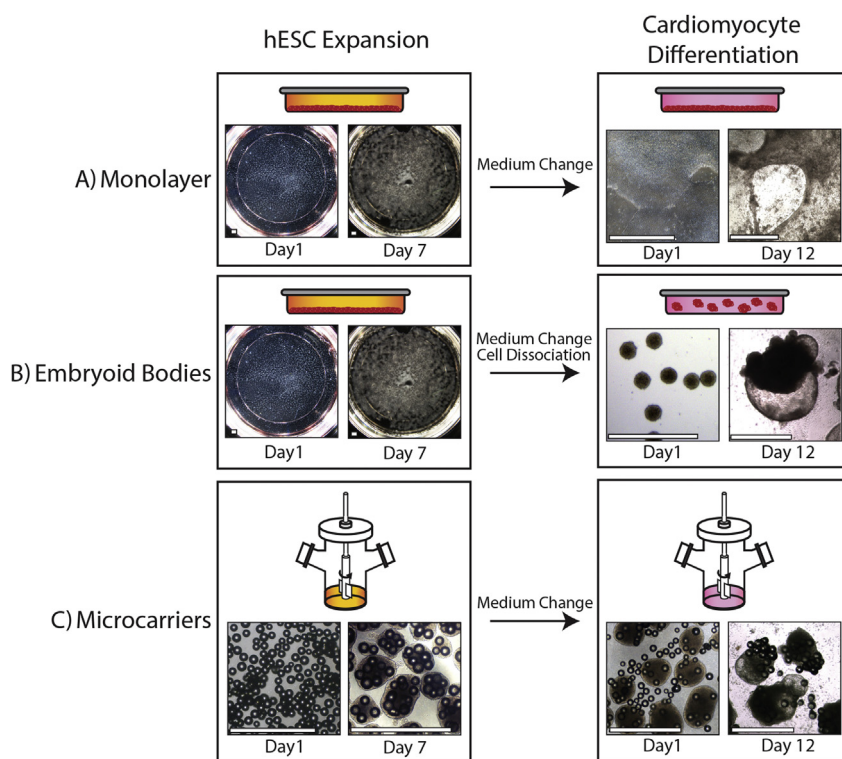 hESC Expansion
Cardiomyocyte
Differentiation
A) Monolayer
Day1
Day 7
Medium Change
Day1
Day 12
B) Embryoid Bodies
Day1
Day 7
Medium Change
Cell Dissociation
Day1
Day 12
C) Microcarriers
Day1
Day 7
Medium Change
Day1
Day 12